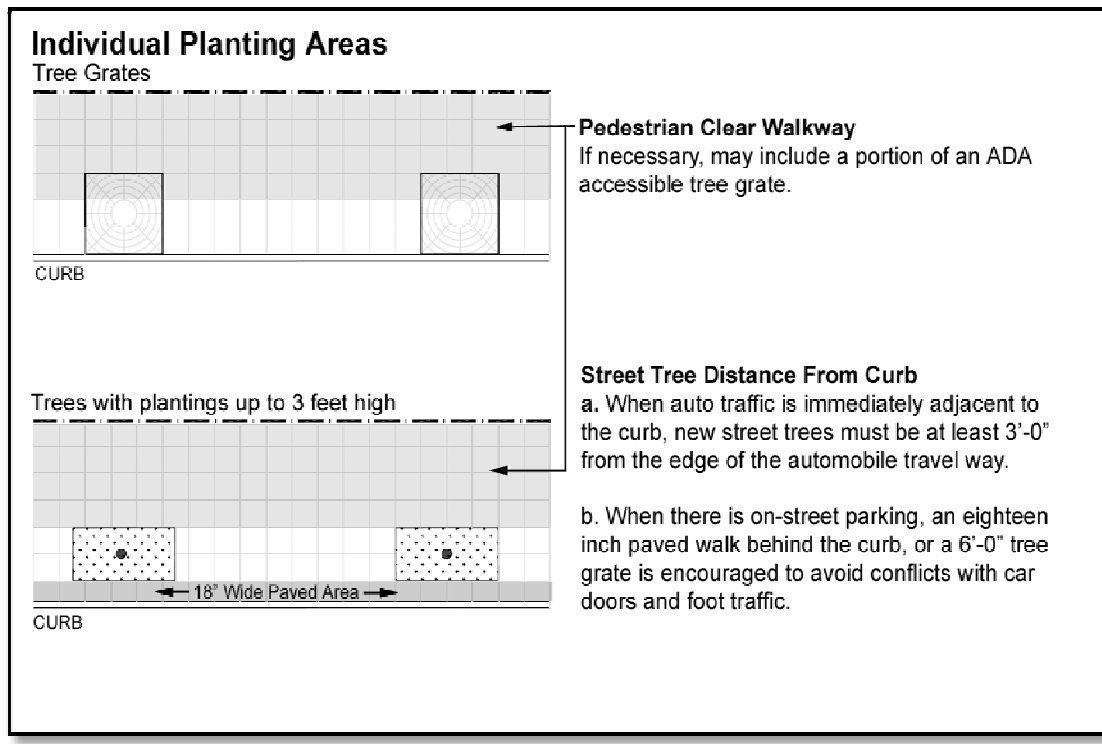 Individual Planting Areas
Tree Grates
Pedestrian Clear Walkway
If necessary, may include a portion of an ADA
accessible tree grate.
CURB
Street Tree Distance From Curb
a. When auto traffic is immediately adjacent to
the curb, new street trees must be at least 3’-0”
from the edge of the automobile travel way.
b. When there is on-street parking, an eighteen
inch paved walk behind the curb, or a 6’-0” tree
grate is encouraged to avoid conflicts with car
doors and foot traffic.
Trees with plantings up to 3 feet high
18” Wide Paved Area
CURB